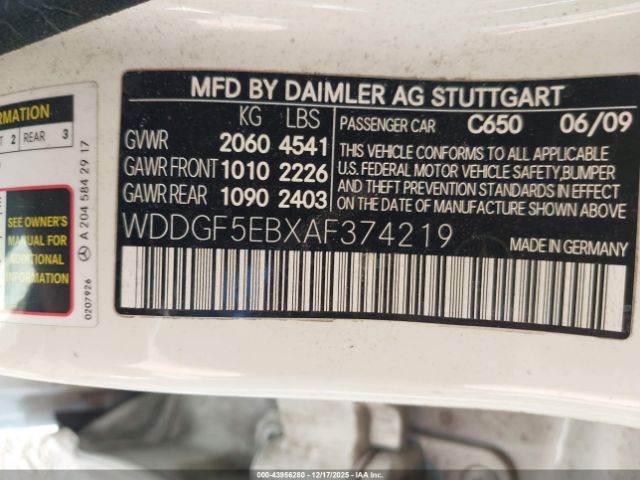 MFD BY DAIMLER AG STUTTGART
KG LBS
GVWR 2060 4541
GAWR FRONT 1010 2226
GAWR REAR 1090 2403
PASSENGER CAR C650 06/09
THIS VEHICLE CONFORMS TO ALL APPLICABLE
U.S. FEDERAL MOTOR VEHICLE SAFETY,BUMPER
AND THEFT PREVENTION STANDARDS IN EFFECT
ON THE DATE OF MANUFACTURE SHOWN ABOVE.
WDDGF5EBXAF374219
MADE IN GERMANY
2 REAR 3
SEE OWNER'S
MANUAL FOR
ADDITIONAL
INFORMATION
A 204 584 29 17
0207926
000-43956280 - 12/17/2025 - IAAI.COM